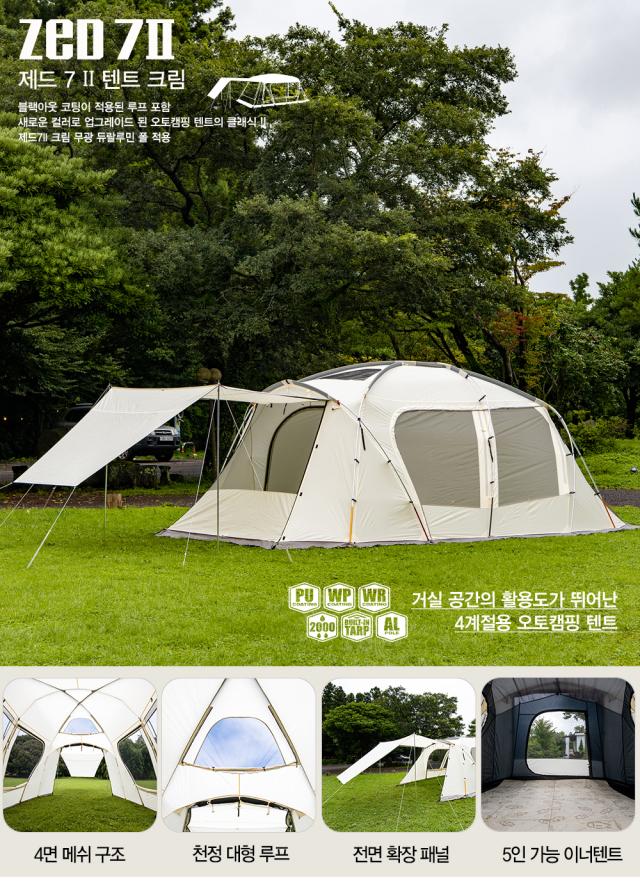 ZED 7II
제드 7 II 텐트 크림
블랙아웃 코팅이 적용된 루프 포함
새로운 컬러로 업그레이드 된 오토캠핑 텐트의 클래식 !!
제드7II 크림 무광 듀랄루민 폴 적용
PU COATING WP COATING WR COATING
2000 BUILT-IN TARP AL POLE
거실 공간의 활용도가 뛰어난
4계절용 오토캠핑 텐트
4면 메쉬 구조
천정 대형 루프
전면 확장 패널
5인 가능 이너텐트